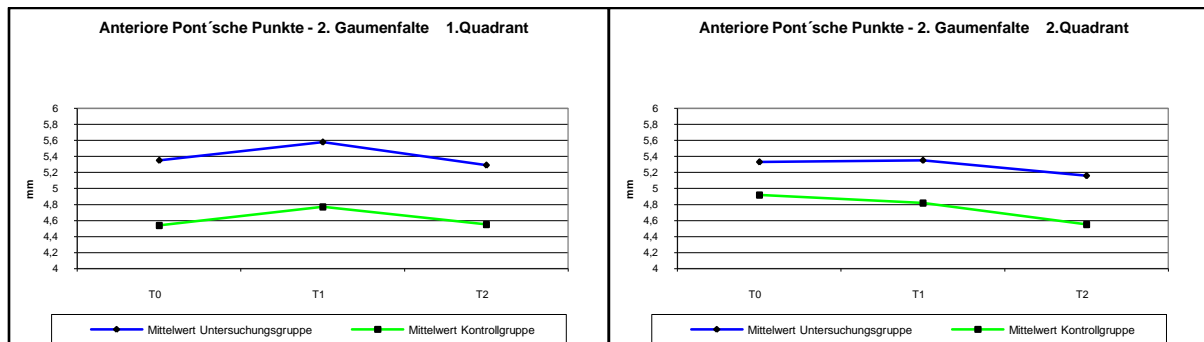 Anteriore Pont´sche Punkte - 2. Gaumenfalte 1.Quadrant
6
5,8
5,6
5,4
5,2
5
4,8
4,6
4,4
4,2
4
mm
T0 T1 T2
Mittelwert Untersuchungsgruppe Mittelwert Kontrollgruppe
Anteriore Pont´sche Punkte - 2. Gaumenfalte 2.Quadrant
6
5,8
5,6
5,4
5,2
5
4,8
4,6
4,4
4,2
4
mm
T0 T1 T2
Mittelwert Untersuchungsgruppe Mittelwert Kontrollgruppe